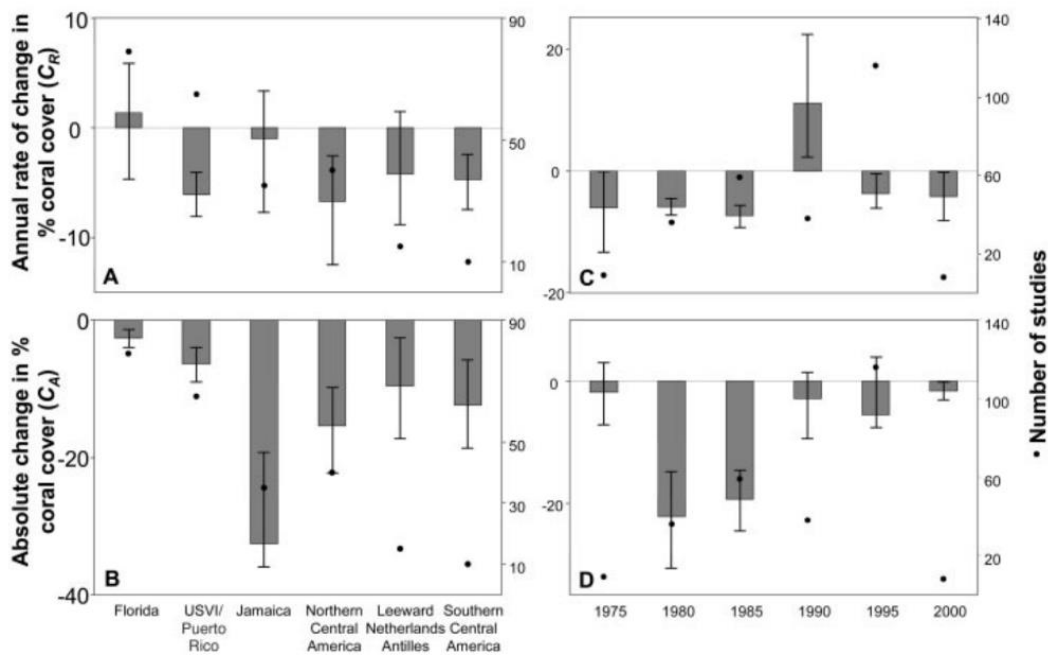 Annual rate of change in
% coral cover (CR)
10
0
-10
A
90
50
10
20
0
-20
C
140
100
60
20
Absolute change in %
coral cover (CA)
0
-20
-40
B
90
50
30
10
0
-20
D
140
100
60
20
• Number of studies
Florida
USVI/
Puerto
Rico
Jamaica
Northern
Central
America
Leeward
Netherlands
Antilles
Southern
Central
America
1975
1980
1985
1990
1995
2000